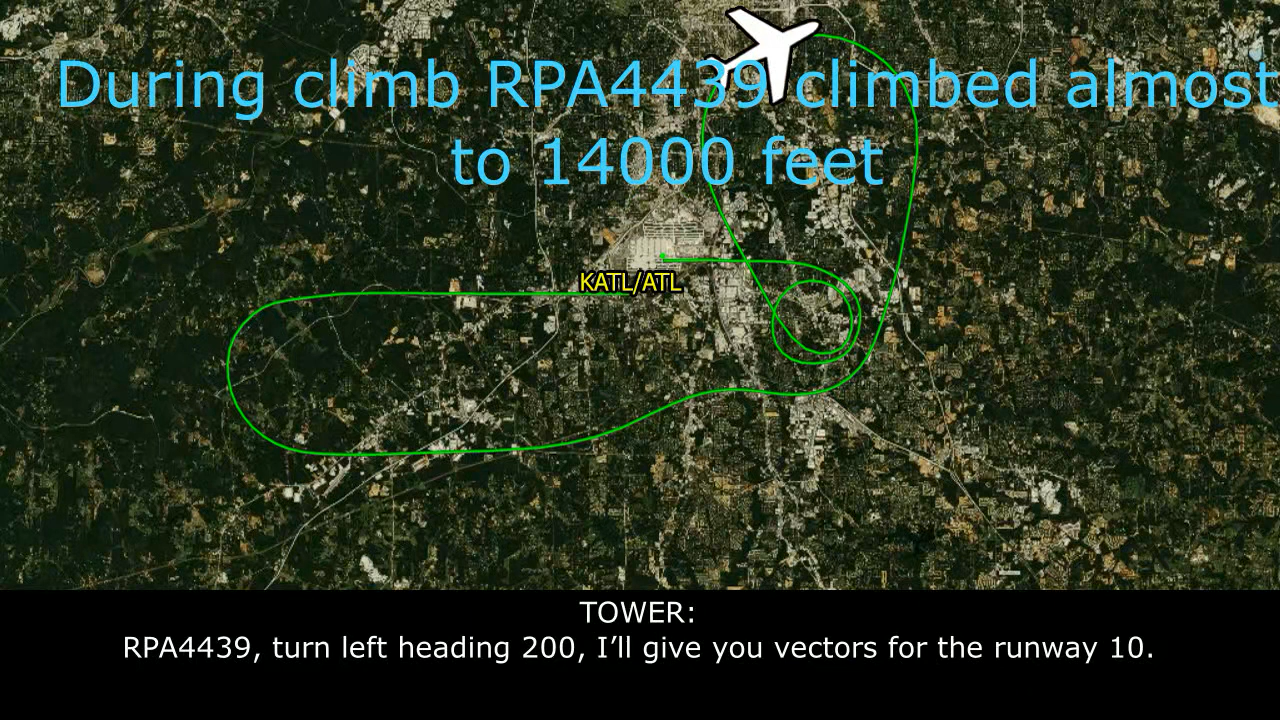 During climb RPA4439 climbed almost
to 14000 feet
KATL/ATL
TOWER:
RPA4439, turn left heading 200, I’ll give you vectors for the runway 10.